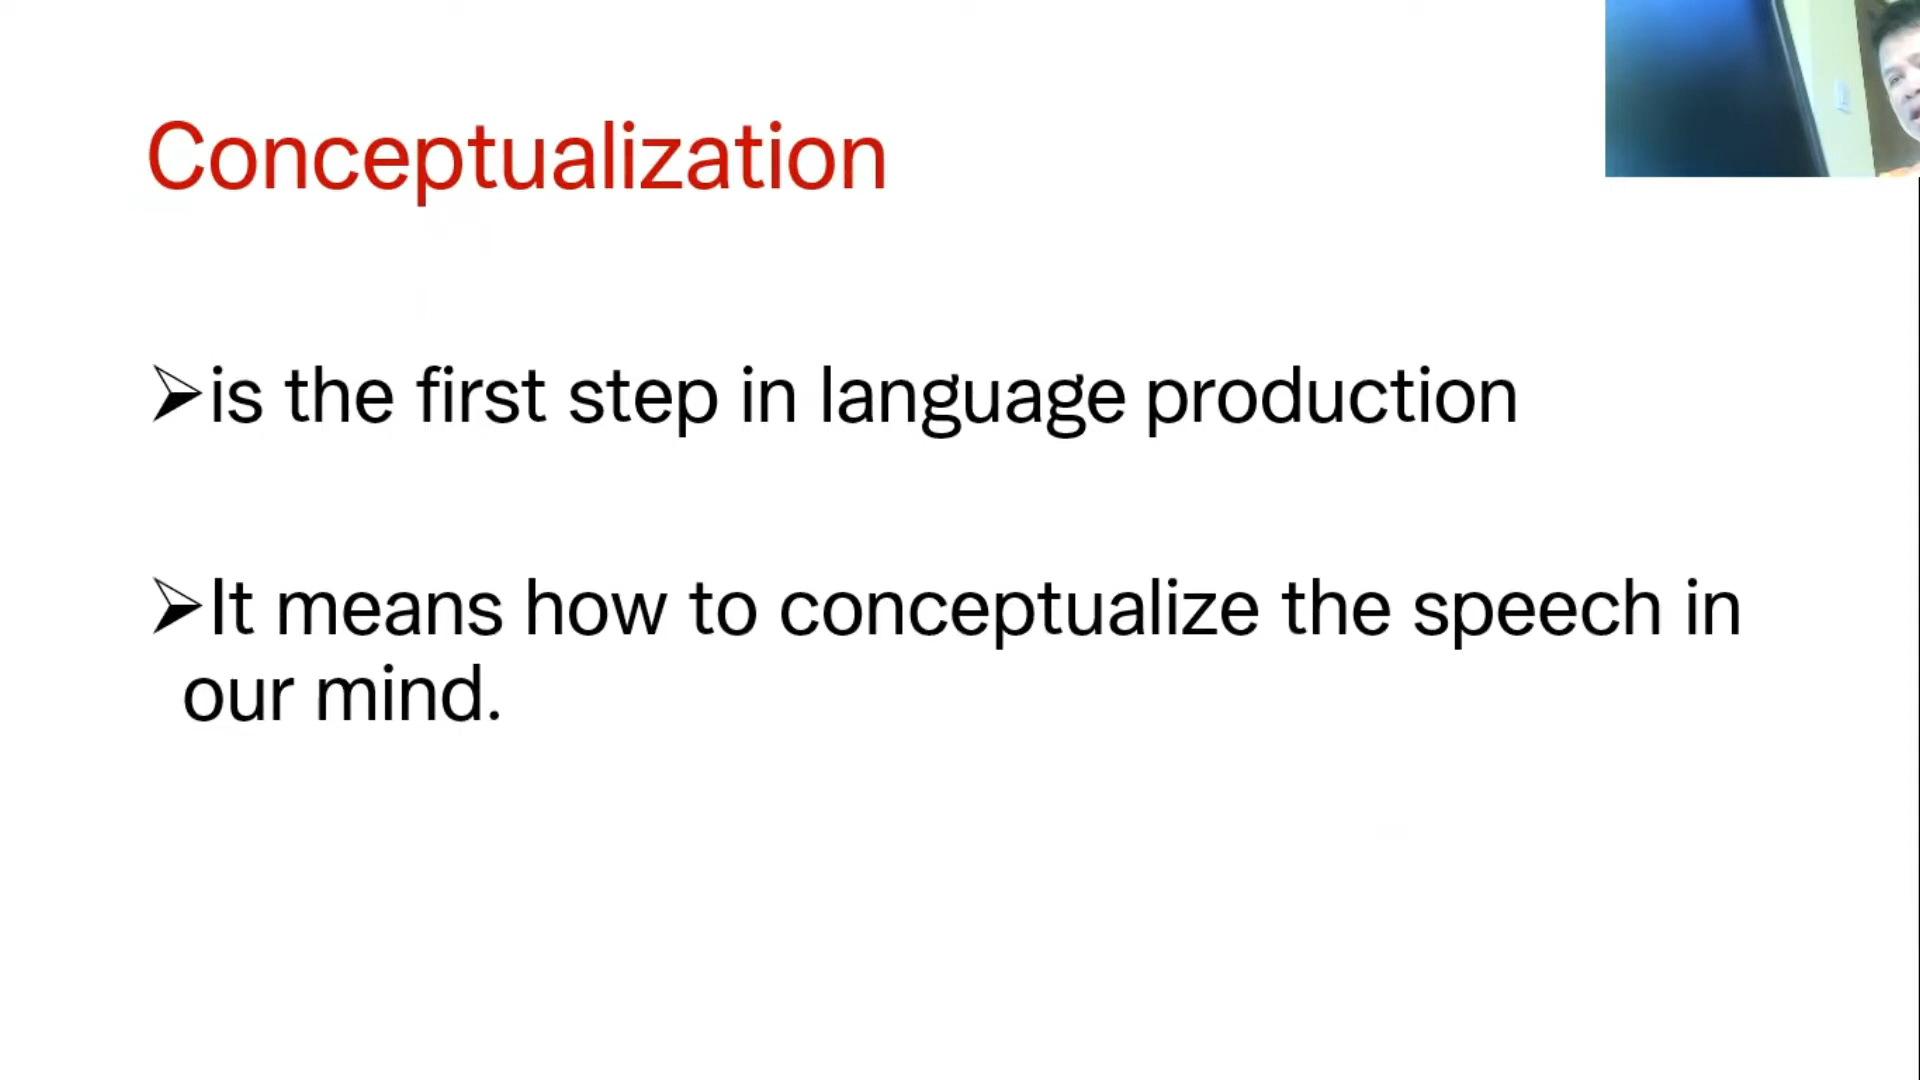 Conceptualization
➢is the first step in language production
➢It means how to conceptualize the speech in
our mind.